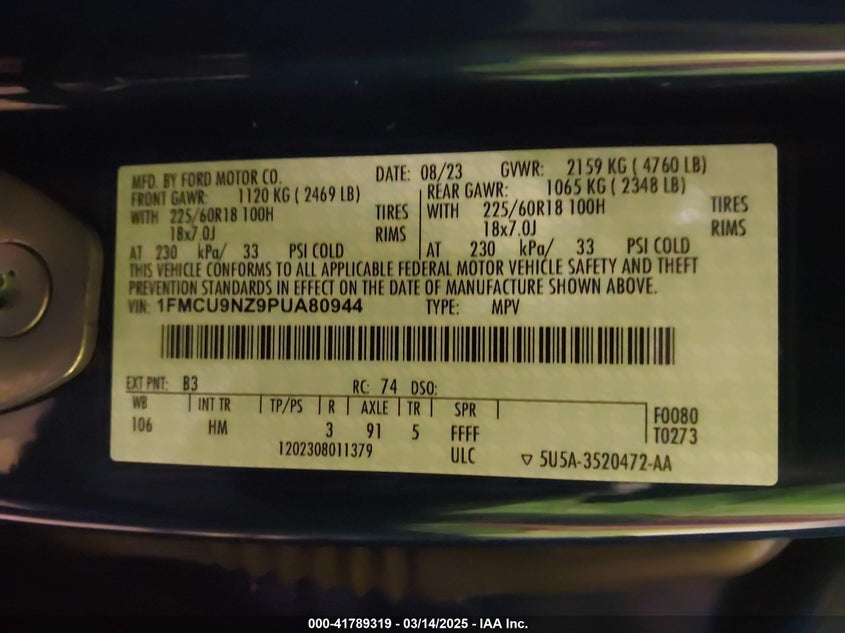 MFD. BY FORD MOTOR CO. DATE: 08/23 GVWR: 2159 KG ( 4760 LB)
FRONT GAWR: 1120 KG ( 2469 LB) REAR GAWR: 1065 KG ( 2348 LB)
WITH 225/60R18 100H TIRES WITH 225/60R18 100H TIRES
18x7.0J RIMS 18x7.0J RIMS
AT 230 kPa/ 33 PSI COLD AT 230 kPa/ 33 PSI COLD
THIS VEHICLE CONFORMS TO ALL APPLICABLE FEDERAL MOTOR VEHICLE SAFETY AND THEFT
PREVENTION STANDARDS IN EFFECT ON THE DATE OF MANUFACTURE SHOWN ABOVE.
VIN: 1FMCU9NZ9PUA80944 TYPE: MPV
EXT PNT: B3 RC: 74 DSO:
WB INT TR TP/PS R AXLE TR SPR F0080
106 HM 3 91 5 FFFF T0273
1202308011379 ULC ▽ 5U5A-3520472-AA
000-41789319 - 03/14/2025 - IAA Inc.